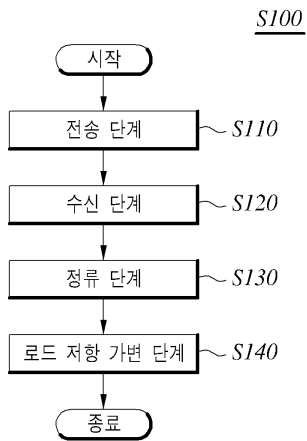 S100
시작
전송 단계 S110
수신 단계 S120
정류 단계 S130
로드 저항 가변 단계 S140
종료